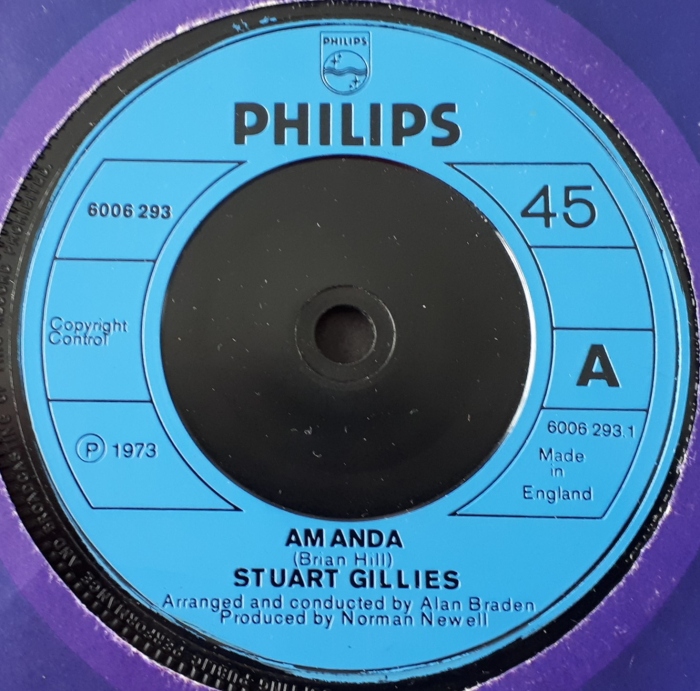 PHILIPS
PHILIPS
6006 293
45
Copyright
Control
A
Ⓟ 1973
6006 293.1
Made
in
England
AMANDA
(Brian Hill)
STUART GILLIES
Arranged and conducted by Alan Braden
Produced by Norman Newell